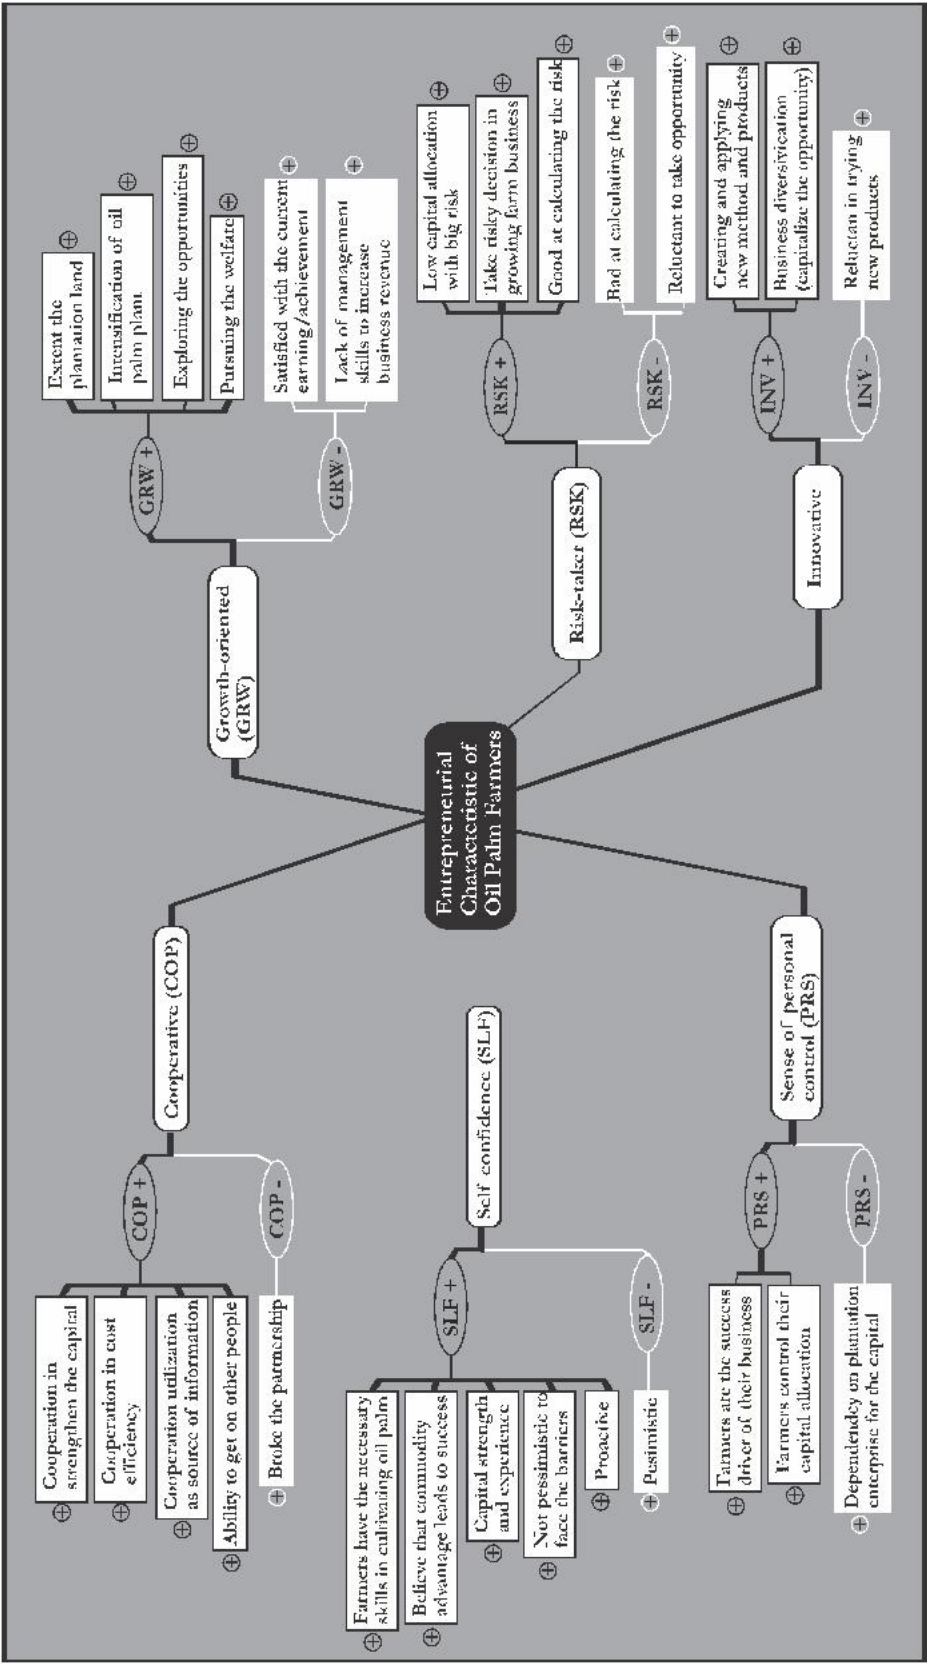 Entrepreneurial
Characteristic of
Oil Palm Farmers
Cooperative (COP)
COP +
Cooperation in
strengthen the capital
Cooperation in cost
efficiency
Cooperation utilization
as source of information
Ability to get on other people
COP -
Broke the partnership
Self confidence (SLF)
SLF +
Farmers have the necessary
skills in cultivating oil palm
Believe that commodity
advantage leads to success
Capital strength
and experience
Not pessimistic to
face the barriers
Proactive
SLF -
Pesimistic
Sense of personal
control (PRS)
PRS +
Farmers are the success
driver of their business
Farmers control their
capital allocation
PRS -
Dependency on plantation
enterprise for the capital
Growth-oriented
(GRW)
GRW +
Extent the
plantation land
Intensification of oil
palm plant
Exploring the opportunities
Pursuing the welfare
GRW -
Satisfied with the current
earning/achievement
Lack of management
skills to increase
business revenue
Risk-taker (RSK)
RSK +
Low capital allocation
with big risk
Take risky decision in
growing farm business
Good at calculating the risk
RSK -
Bad at calculating the risk
Reluctant to take opportunity
Innovative
INV +
Creating and applying
new method and products
Business diversivication
(capitalize the opportunity)
INV -
Reluctan in trying
new products